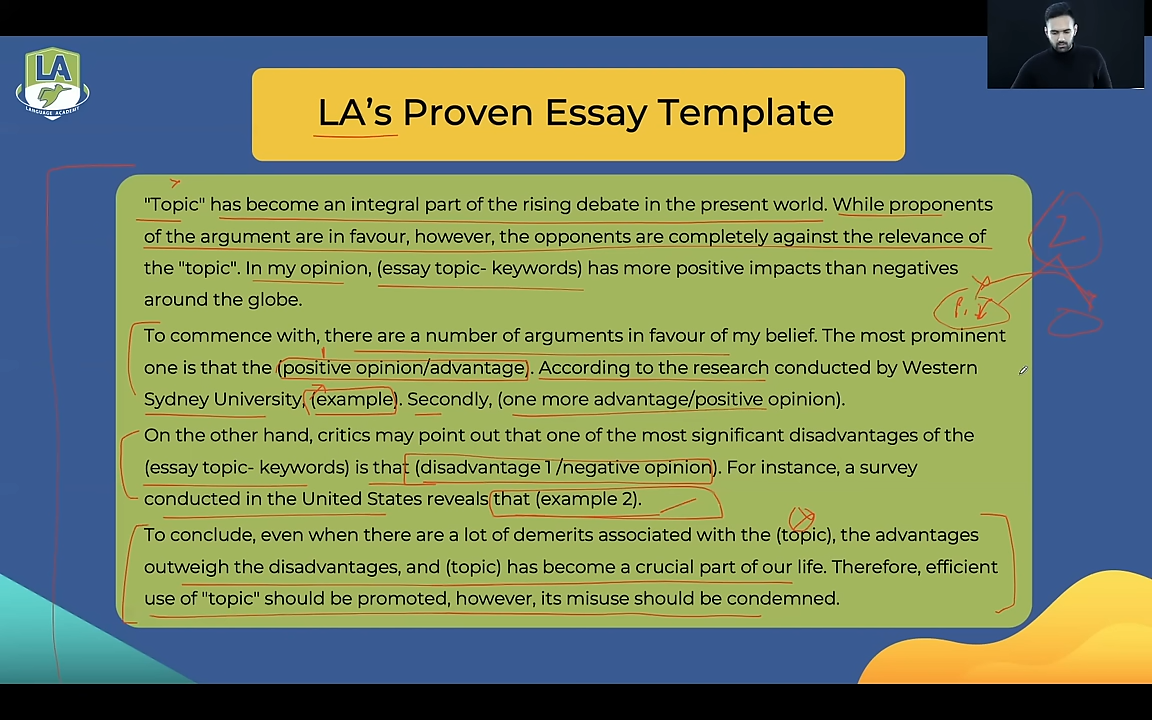 LA
LANGUAGE ACADEMY
LA's Proven Essay Template
"Topic" has become an integral part of the rising debate in the present world. While proponents
of the argument are in favour, however, the opponents are completely against the relevance of
the "topic". In my opinion, (essay topic- keywords) has more positive impacts than negatives
around the globe.
2
To commence with, there are a number of arguments in favour of my belief. The most prominent
one is that the (positive opinion/advantage). According to the research conducted by Western
Sydney University, (example). Secondly, (one more advantage/positive opinion).
On the other hand, critics may point out that one of the most significant disadvantages of the
(essay topic- keywords) is that (disadvantage 1 /negative opinion). For instance, a survey
conducted in the United States reveals that (example 2).
To conclude, even when there are a lot of demerits associated with the (topic), the advantages
outweigh the disadvantages, and (topic) has become a crucial part of our life. Therefore, efficient
use of "topic" should be promoted, however, its misuse should be condemned.